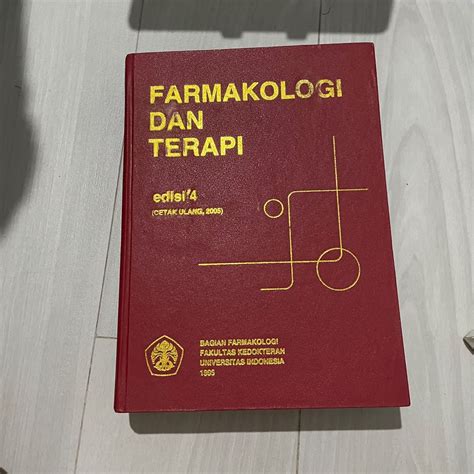 FARMAKOLOGI
DAN
TERAPI
edisi 4
(CETAK ULANG, 2005)
BAGIAN FARMAKOLOGI
FAKULTAS KEDOKTERAN
UNIVERSITAS INDONESIA
1995